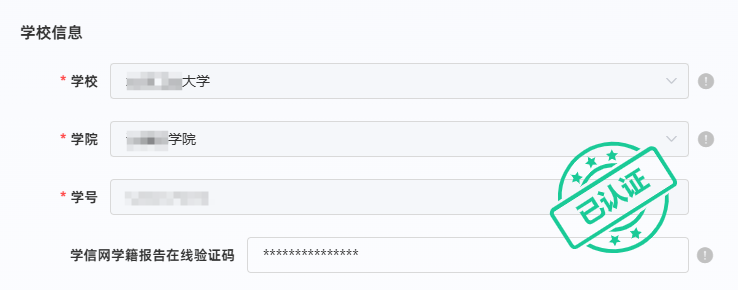 学校信息
* 学校 大学
* 学院 学院
* 学号
已认证
学信网学籍报告在线验证码 ***************